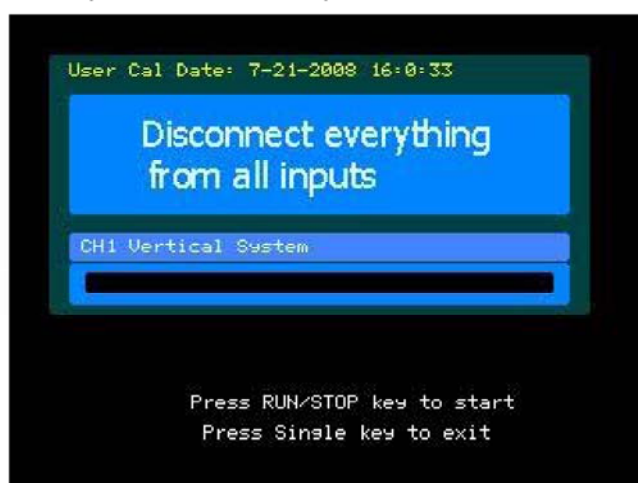 User Cal Date: 7-21-2008 16:0:33
Disconnect everything
from all inputs
CH1 Vertical System
Press RUN/STOP key to start
Press Single key to exit